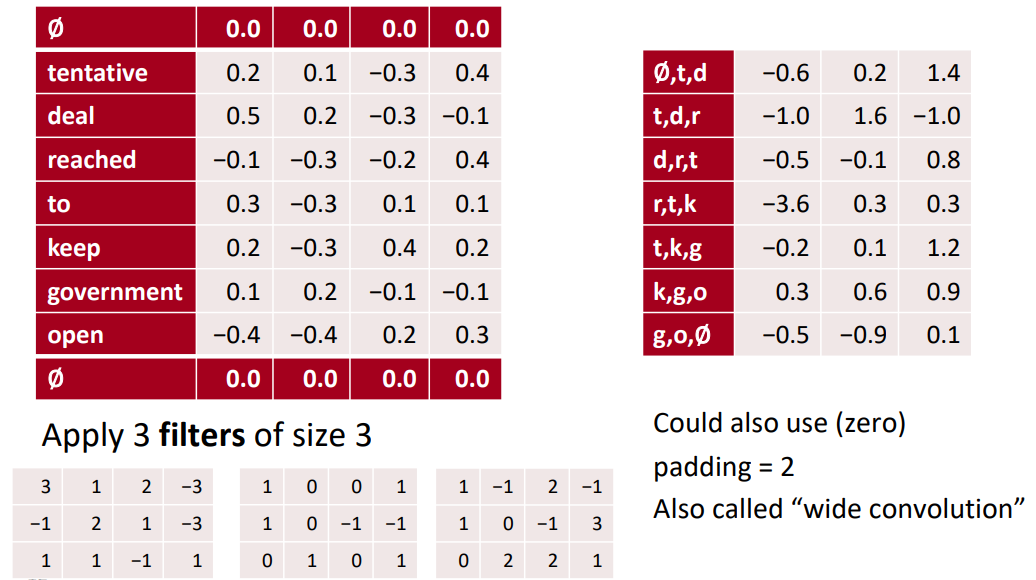 Ø 0.0 0.0 0.0 0.0
tentative 0.2 0.1 −0.3 0.4
deal 0.5 0.2 −0.3 −0.1
reached −0.1 −0.3 −0.2 0.4
to 0.3 −0.3 0.1 0.1
keep 0.2 −0.3 0.4 0.2
government 0.1 0.2 −0.1 −0.1
open −0.4 −0.4 0.2 0.3
Ø 0.0 0.0 0.0 0.0
Apply 3 filters of size 3
3 1 2 −3
−1 2 1 −3
1 1 −1 1
1 0 0 1
1 0 −1 −1
0 1 0 1
1 −1 2 −1
1 0 −1 3
0 2 2 1
Ø,t,d −0.6 0.2 1.4
t,d,r −1.0 1.6 −1.0
d,r,t −0.5 −0.1 0.8
r,t,k −3.6 0.3 0.3
t,k,g −0.2 0.1 1.2
k,g,o 0.3 0.6 0.9
g,o,Ø −0.5 −0.9 0.1
Could also use (zero)
padding = 2
Also called “wide convolution”